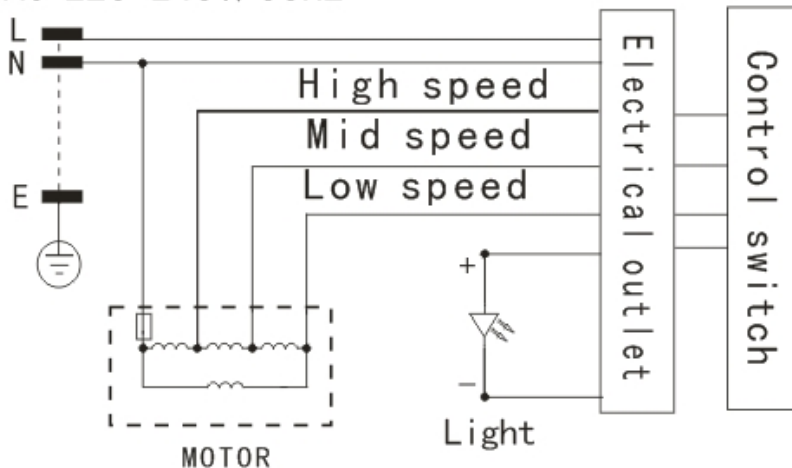 L
N
High speed
Mid speed
Low speed
E
+
−
Light
MOTOR
Electrical outlet
Control switch